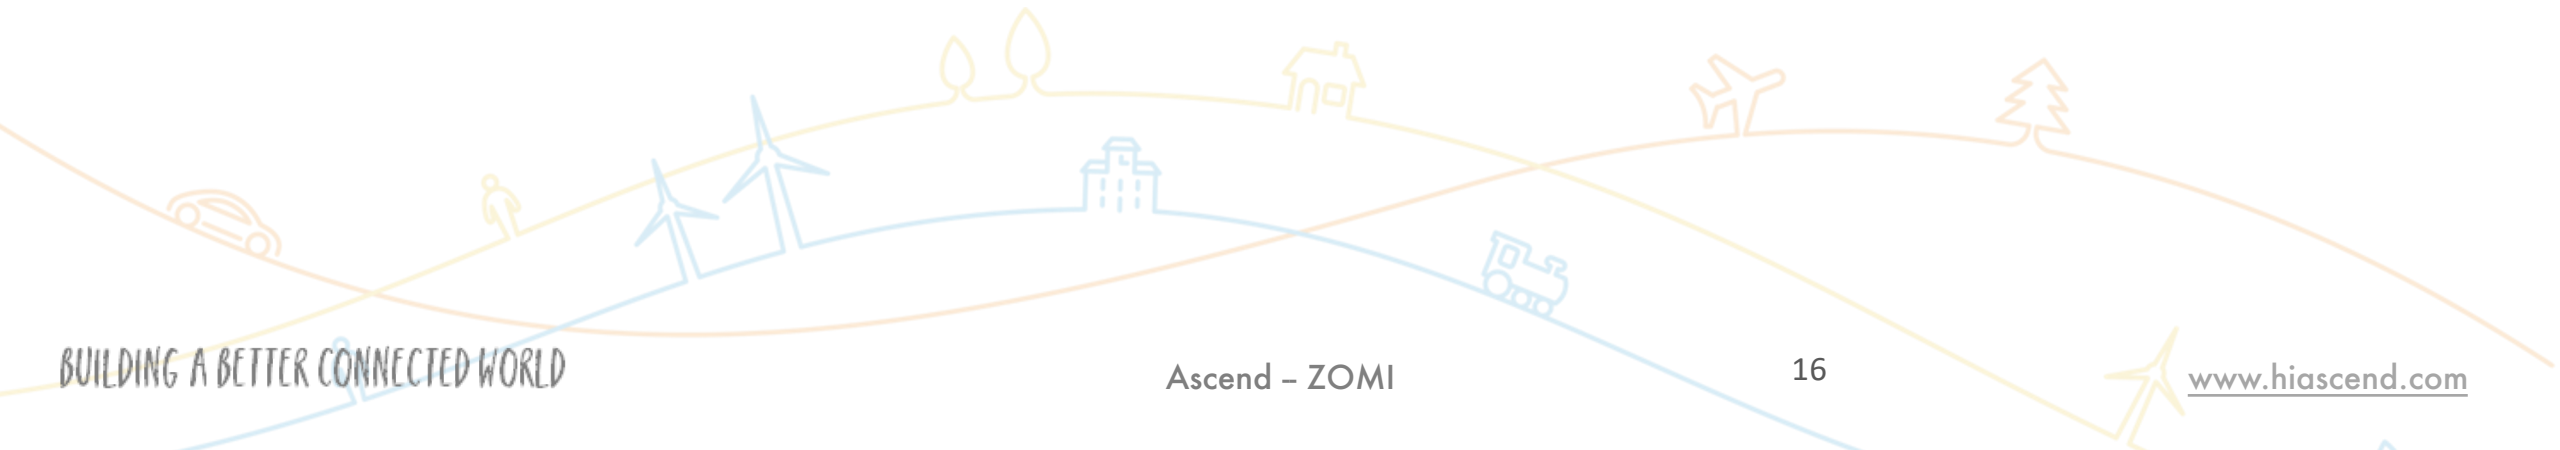 BUILDING A BETTER CONNECTED WORLD
Ascend – ZOMI
16
www.hiascend.com